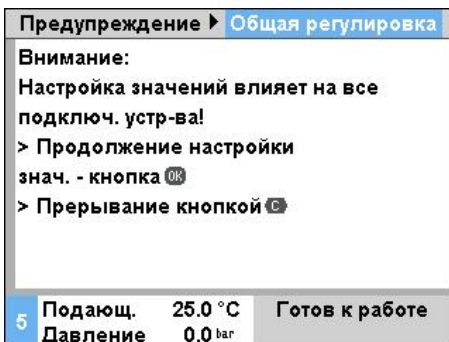 Предупреждение ▶ Общая регулировка
Внимание:
Настройка значений влияет на все
подключ. устр-ва!
> Продолжение настройки
знач. - кнопка OK
> Прерывание кнопкой C
5 Подающ. 25.0 °C Готов к работе
Давление 0.0 bar